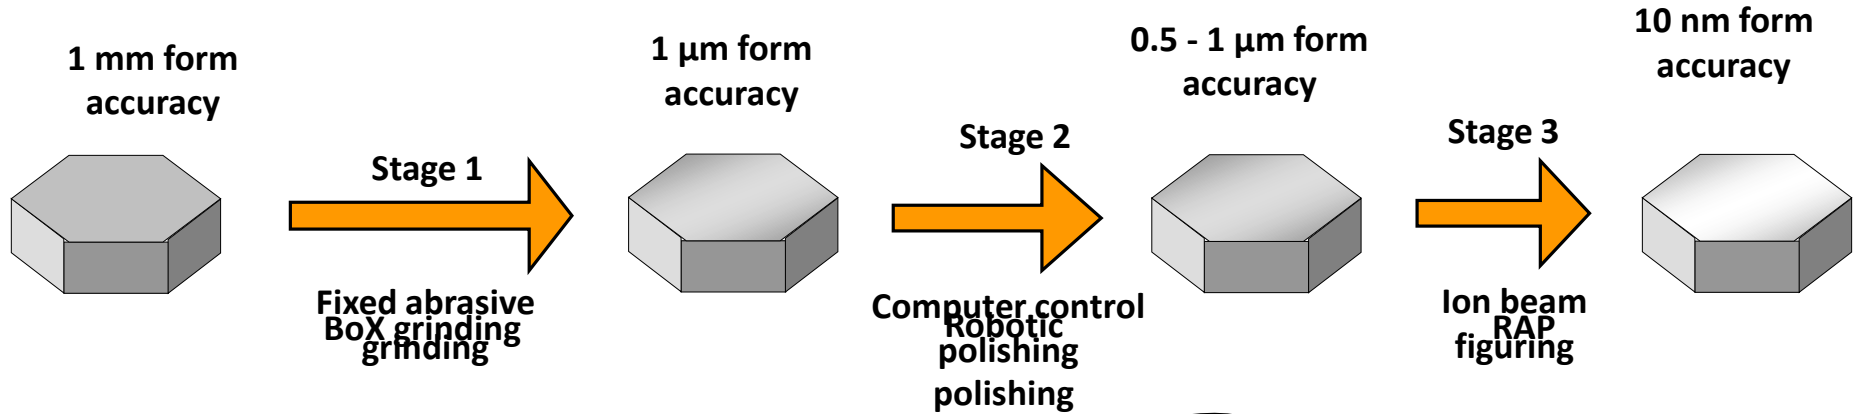 1 mm form
accuracy
Stage 1
Fixed abrasive
grinding
BoX grinding
1 µm form
accuracy
Stage 2
Computer control
polishing
Robotic
polishing
0.5 - 1 µm form
accuracy
Stage 3
Ion beam
figuring
RAP
10 nm form
accuracy